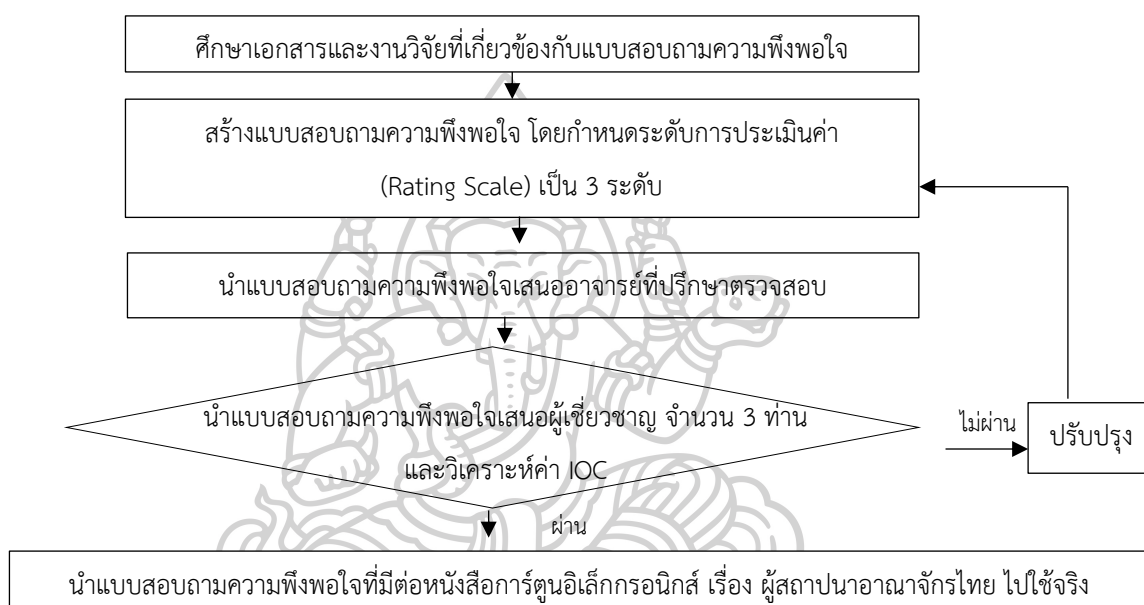 ศึกษาเอกสารและงานวิจัยที่เกี่ยวข้องกับแบบสอบถามความพึงพอใจ
สร้างแบบสอบถามความพึงพอใจ โดยกำหนดระดับการประเมินค่า
(Rating Scale) เป็น 3 ระดับ
นำแบบสอบถามความพึงพอใจเสนออาจารย์ที่ปรึกษาตรวจสอบ
นำแบบสอบถามความพึงพอใจเสนอผู้เชี่ยวชาญ จำนวน 3 ท่าน
และวิเคราะห์ค่า IOC
ไม่ผ่าน
ปรับปรุง
ผ่าน
นำแบบสอบถามความพึงพอใจที่มีต่อหนังสือการ์ตูนอิเล็กกรอนิกส์ เรื่อง ผู้สถาปนาอาณาจักรไทย ไปใช้จริง